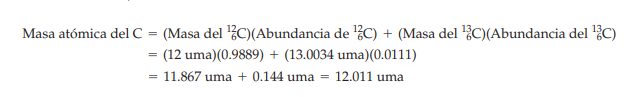 Masa atómica del C = (Masa del ¹²₆C)(Abundancia de ¹²₆C) + (Masa del ¹³₆C)(Abundancia del ¹³₆C)
= (12 uma)(0.9889) + (13.0034 uma)(0.0111)
= 11.867 uma + 0.144 uma = 12.011 uma